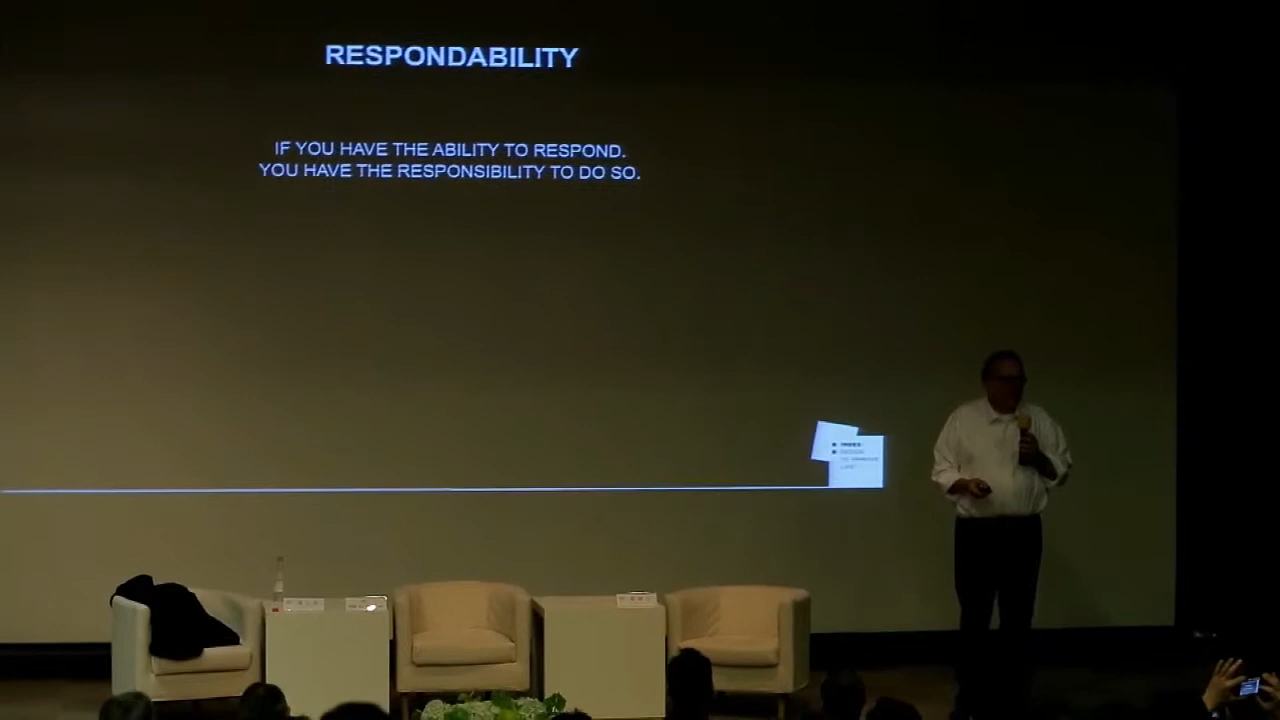 RESPONDABILITY
IF YOU HAVE THE ABILITY TO RESPOND.
YOU HAVE THE RESPONSIBILITY TO DO SO.